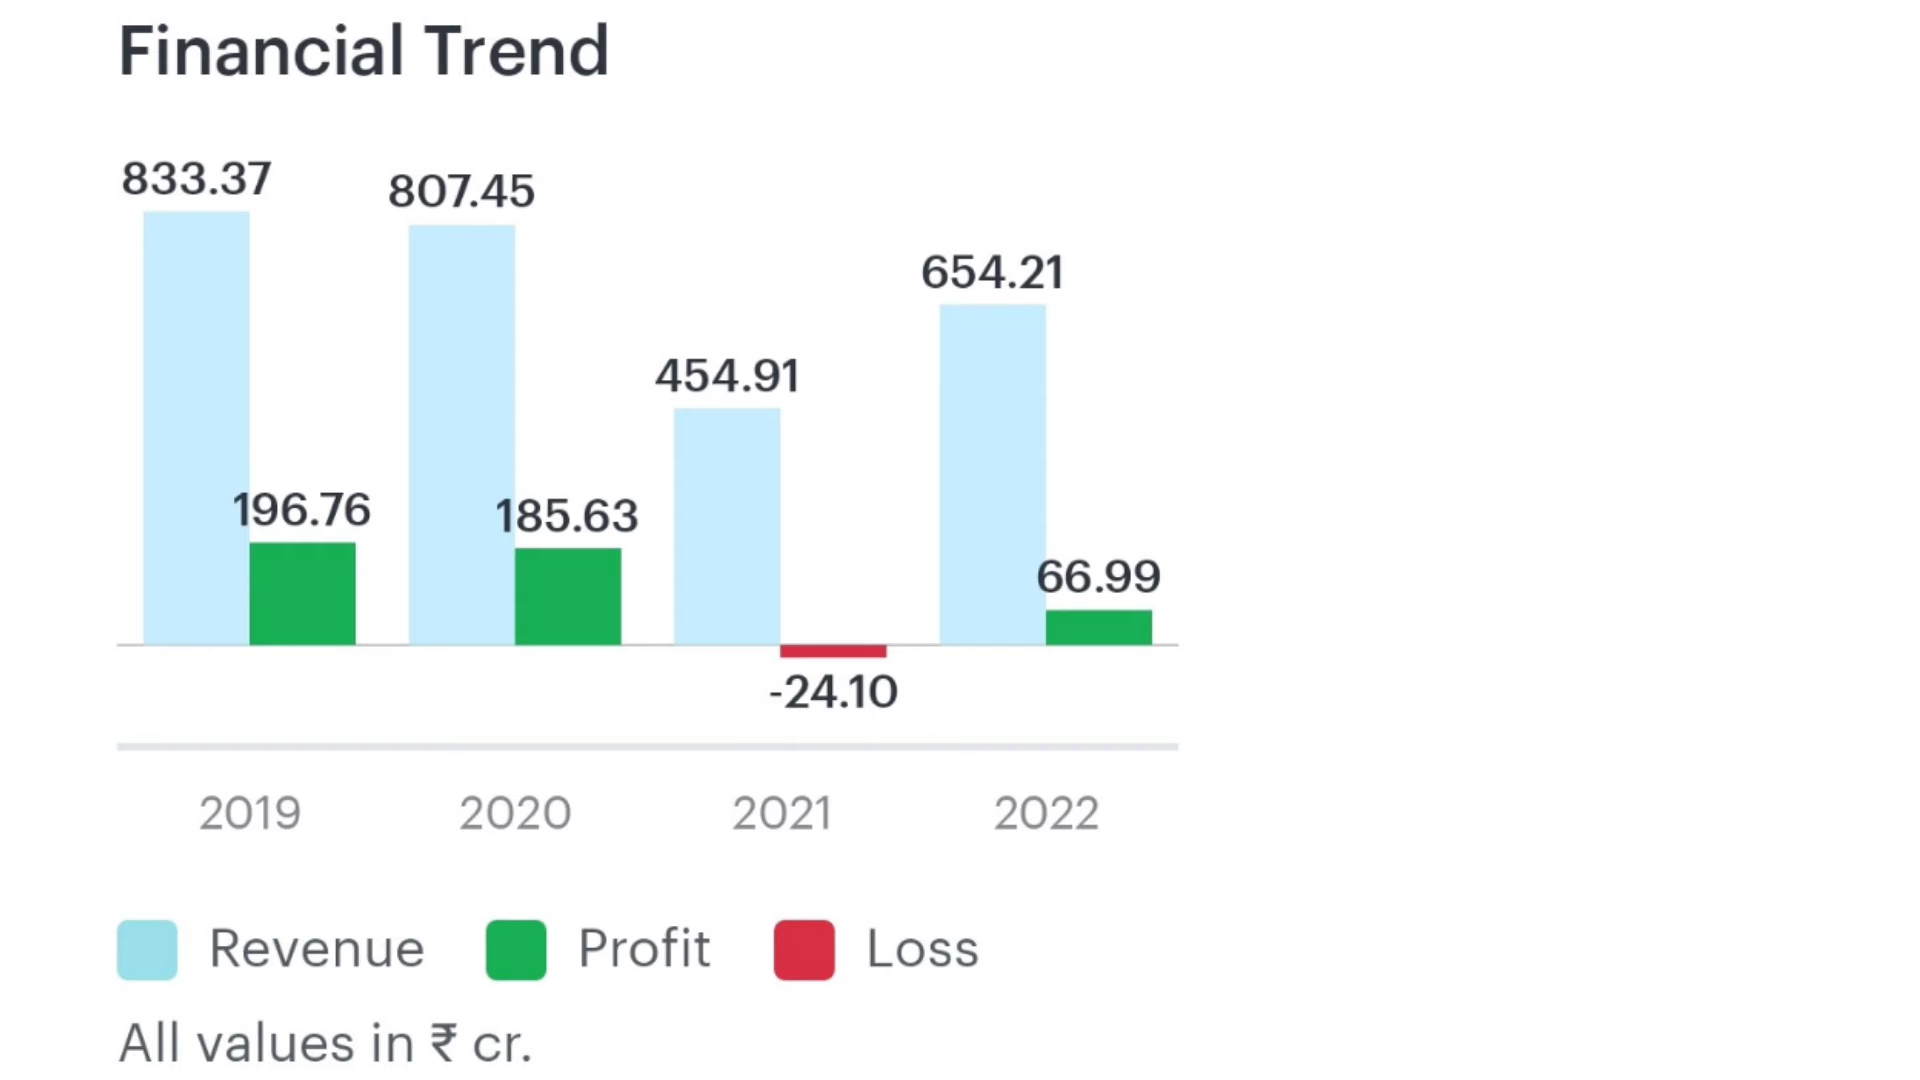 Financial Trend
833.37
807.45
654.21
454.91
196.76
185.63
66.99
-24.10
2019 2020 2021 2022
Revenue Profit Loss
All values in ₹ cr.